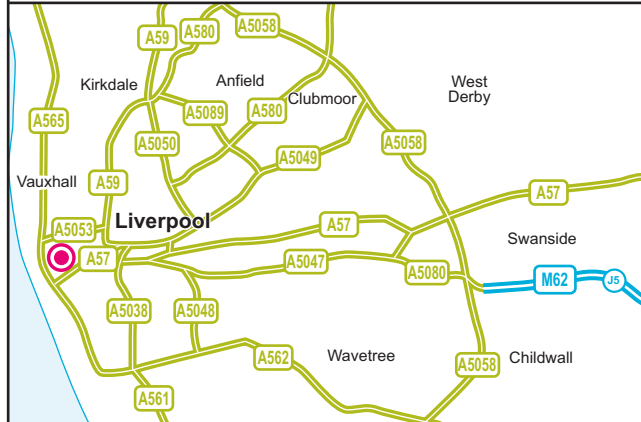 A5058
A580
A59
West
Derby
Kirkdale
Anfield
Clubmoor
A5089
A580
A565
A5050
A5058
A5049
Vauxhall
A59
A57
Liverpool
A5053
A57
Swanside
A57
A5047
A5080
M62
J5
A5038
A5048
A562
Wavetree
Childwall
A5058
A561